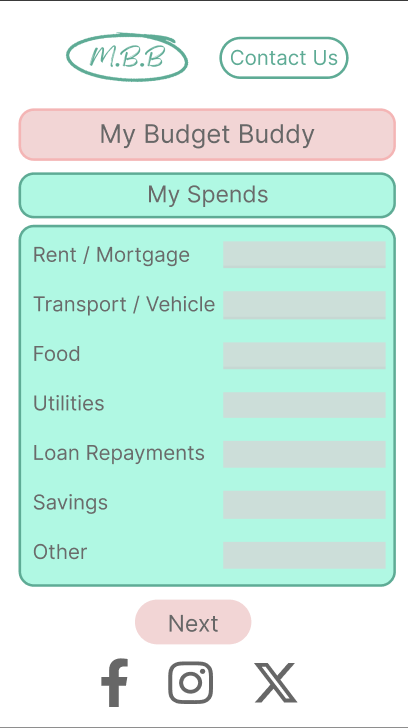 M.B.B
Contact Us
My Budget Buddy
My Spends
Rent / Mortgage
Transport / Vehicle
Food
Utilities
Loan Repayments
Savings
Other
Next